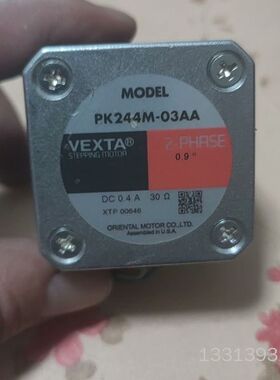 MODEL
PK244M-03AA
VEXTA®
STEPPING MOTOR
2-PHASE
0.9°
DC 0.4 A 30 Ω
XTP 00646
ORIENTAL MOTOR CO.,LTD.
Assembled in U.S.A.
1331393